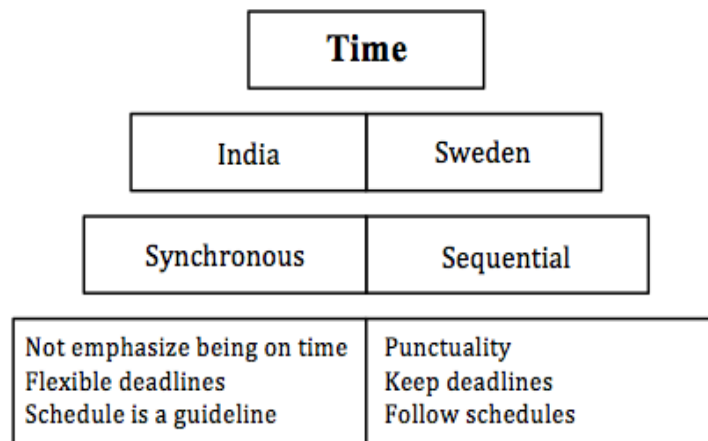 Time
India Sweden
Synchronous Sequential
Not emphasize being on time Punctuality
Flexible deadlines Keep deadlines
Schedule is a guideline Follow schedules